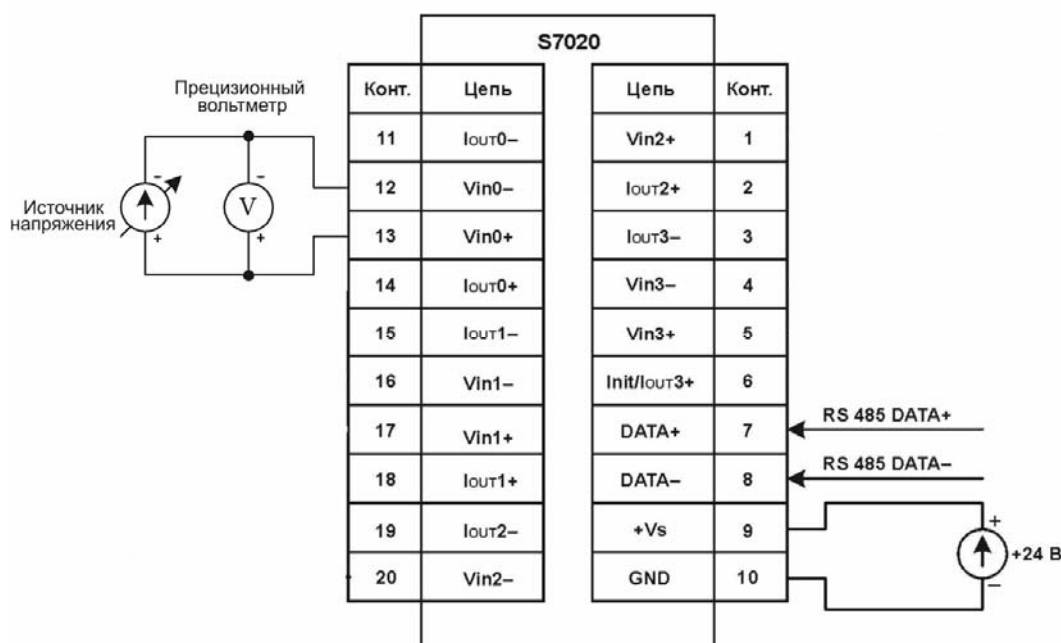 S7020
Прецизионный
вольтметр
Источник
напряжения
- - V + +
Конт. Цепь
11 IOUT0–
12 Vin0–
13 Vin0+
14 IOUT0+
15 IOUT1–
16 Vin1–
17 Vin1+
18 IOUT1+
19 IOUT2–
20 Vin2–
Цепь Конт.
Vin2+ 1
IOUT2+ 2
IOUT3– 3
Vin3– 4
Vin3+ 5
Init/IOUT3+ 6
DATA+ 7
DATA– 8
+Vs 9
GND 10
RS 485 DATA+
RS 485 DATA–
+
+24 В
–